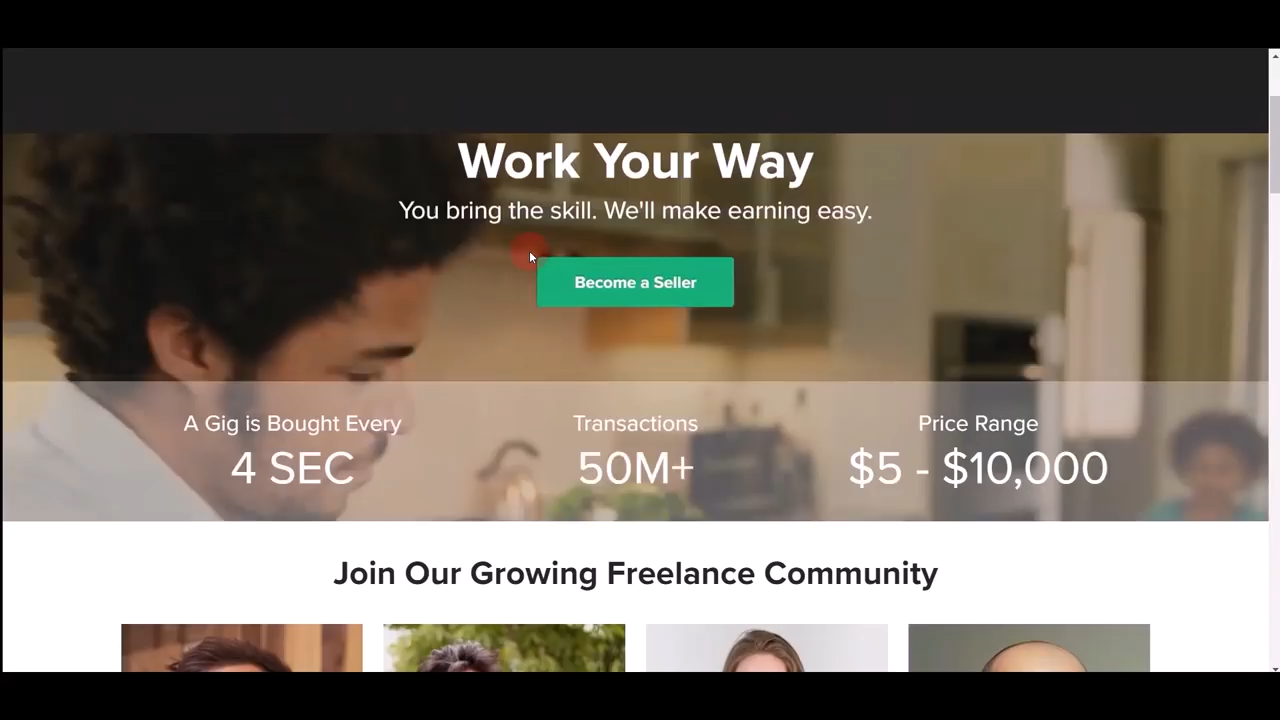 Work Your Way
You bring the skill. We'll make earning easy.
Become a Seller
A Gig is Bought Every
4 SEC
Transactions
50M+
Price Range
$5 - $10,000
Join Our Growing Freelance Community